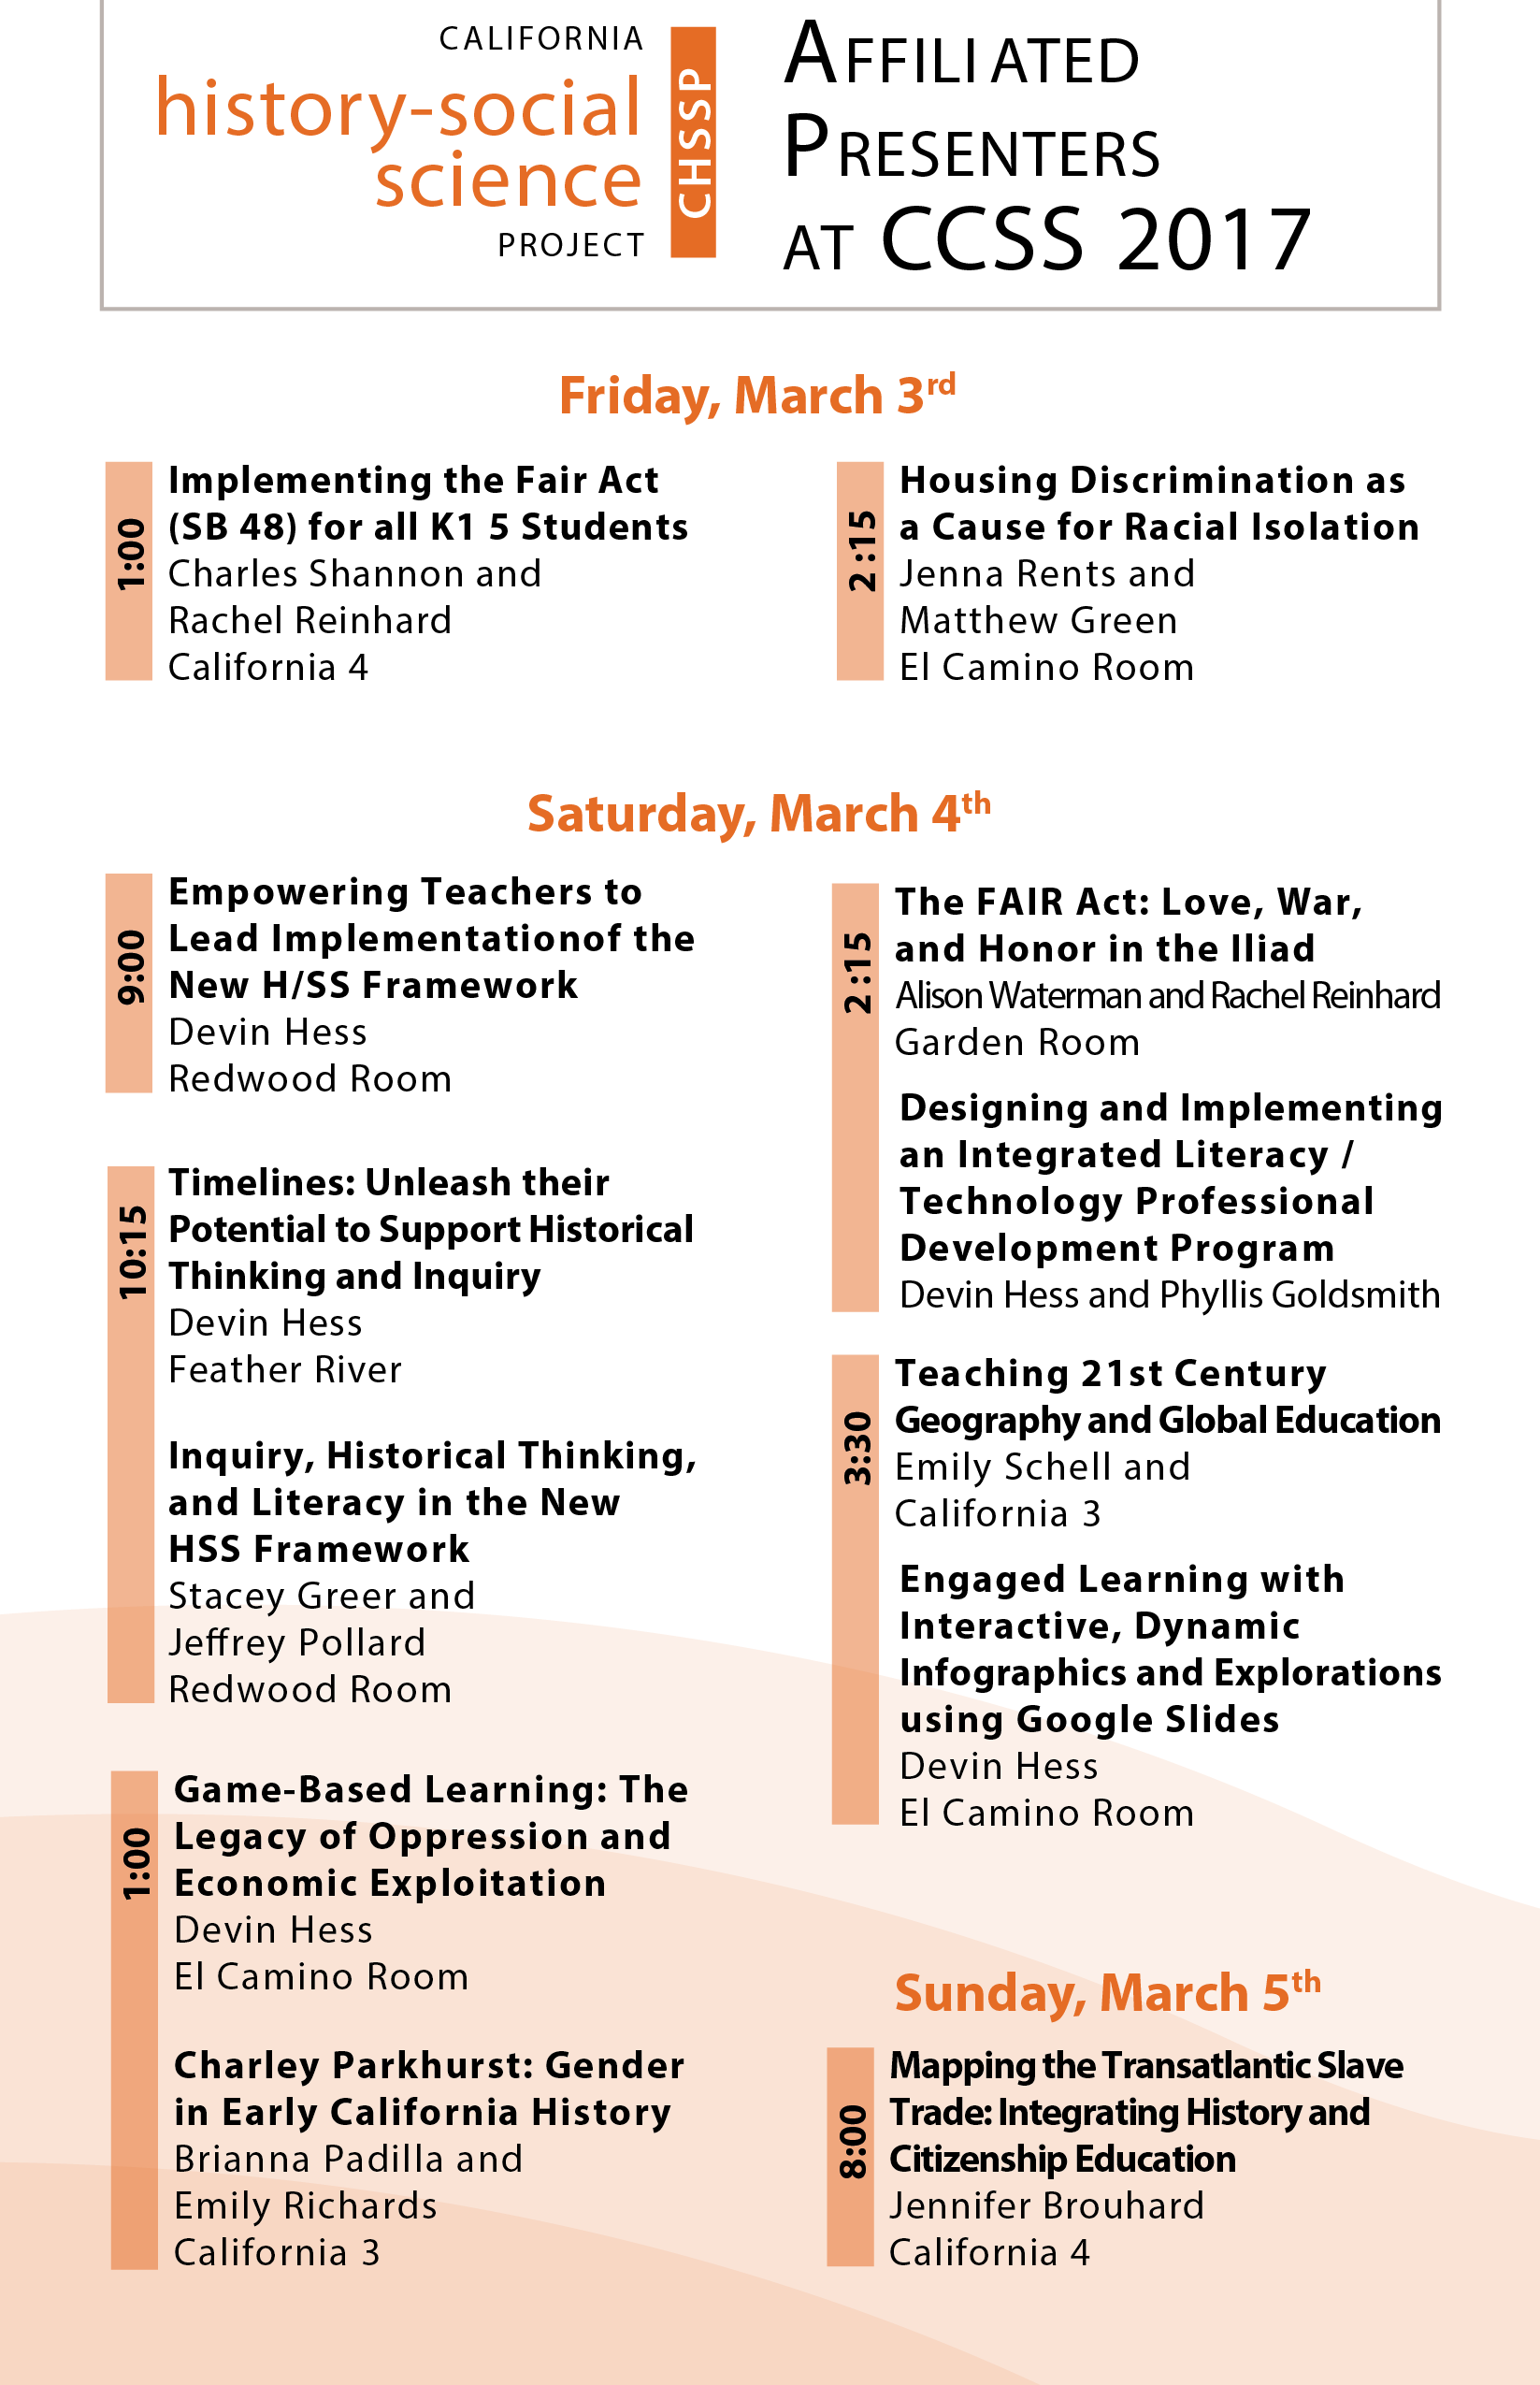 CALIFORNIA
history-social
science
PROJECT
CHSSP
AFFILIATED
PRESENTERS
AT CCSS 2017
Friday, March 3rd
1:00
Implementing the Fair Act
(SB 48) for all K1 5 Students
Charles Shannon and
Rachel Reinhard
California 4
2 :15
Housing Discrimination as
a Cause for Racial Isolation
Jenna Rents and
Matthew Green
El Camino Room
Saturday, March 4th
9:00
Empowering Teachers to
Lead Implementationof the
New H/SS Framework
Devin Hess
Redwood Room
10:15
Timelines: Unleash their
Potential to Support Historical
Thinking and Inquiry
Devin Hess
Feather River
Inquiry, Historical Thinking,
and Literacy in the New
HSS Framework
Stacey Greer and
Jeffrey Pollard
Redwood Room
1:00
Game-Based Learning: The
Legacy of Oppression and
Economic Exploitation
Devin Hess
El Camino Room
Charley Parkhurst: Gender
in Early California History
Brianna Padilla and
Emily Richards
California 3
2 :15
The FAIR Act: Love, War,
and Honor in the Iliad
Alison Waterman and Rachel Reinhard
Garden Room
Designing and Implementing
an Integrated Literacy /
Technology Professional
Development Program
Devin Hess and Phyllis Goldsmith
3:30
Teaching 21st Century
Geography and Global Education
Emily Schell and
California 3
Engaged Learning with
Interactive, Dynamic
Infographics and Explorations
using Google Slides
Devin Hess
El Camino Room
Sunday, March 5th
8:00
Mapping the Transatlantic Slave
Trade: Integrating History and
Citizenship Education
Jennifer Brouhard
California 4